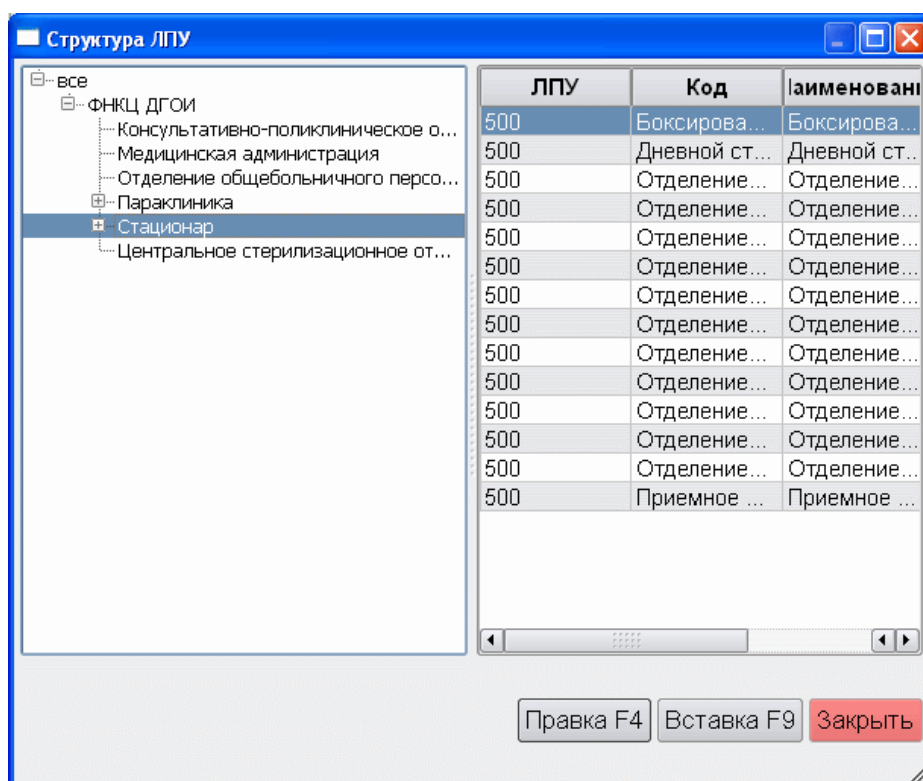 Структура ЛПУ
все
ФНКЦ ДГОИ
Консультативно-поликлиническое о...
Медицинская администрация
Отделение общебольничного персо...
Параклиника
Стационар
Центральное стерилизационное от...
ЛПУ Код Наименовани
500 Боксирова... Боксирова...
500 Дневной ст... Дневной ст...
500 Отделение... Отделение...
500 Отделение... Отделение...
500 Отделение... Отделение...
500 Отделение... Отделение...
500 Отделение... Отделение...
500 Отделение... Отделение...
500 Отделение... Отделение...
500 Отделение... Отделение...
500 Отделение... Отделение...
500 Отделение... Отделение...
500 Отделение... Отделение...
500 Приемное ... Приемное ...
Правка F4 Вставка F9 Закрыть